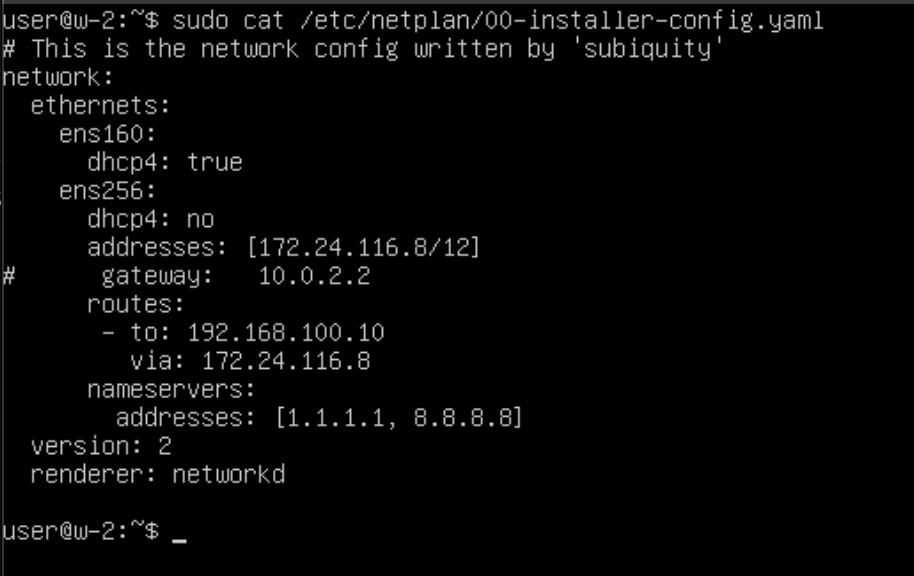 user@w-2:~$ sudo cat /etc/netplan/00-installer-config.yaml
# This is the network config written by 'subiquity'
network:
  ethernets:
    ens160:
      dhcp4: true
    ens256:
      dhcp4: no
      addresses: [172.24.116.8/12]
#      gateway:   10.0.2.2
      routes:
       - to: 192.168.100.10
         via: 172.24.116.8
      nameservers:
        addresses: [1.1.1.1, 8.8.8.8]
  version: 2
  renderer: networkd
user@w-2:~$ _